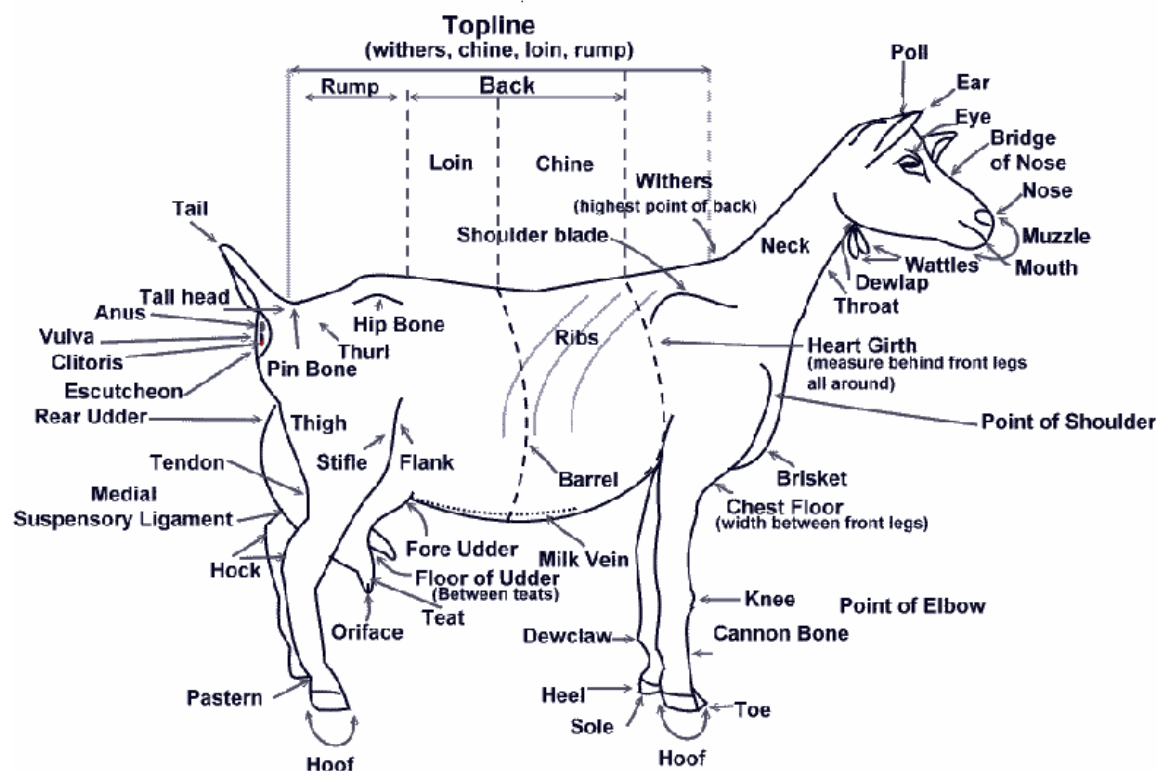 Topline
(withers, chine, loin, rump)
Poll
Ear
Rump
Back
Eye
Bridge
of Nose
Loin
Chine
Withers
(highest point of back)
Nose
Tail
Shoulder blade
Neck
Muzzle
Wattles
Mouth
Dewlap
Throat
Tail head
Anus
Hip Bone
Vulva
Ribs
Thurl
Heart Girth
(measure behind front legs
all around)
Clitoris
Pin Bone
Escutcheon
Rear Udder
Thigh
Point of Shoulder
Tendon
Stifle
Flank
Barrel
Brisket
Medial
Suspensory Ligament
Chest Floor
(width between front legs)
Fore Udder
Milk Vein
Hock
Floor of Udder
(Between teats)
Teat
Knee
Point of Elbow
Oriface
Dewclaw
Cannon Bone
Pastern
Heel
Toe
Sole
Hoof
Hoof